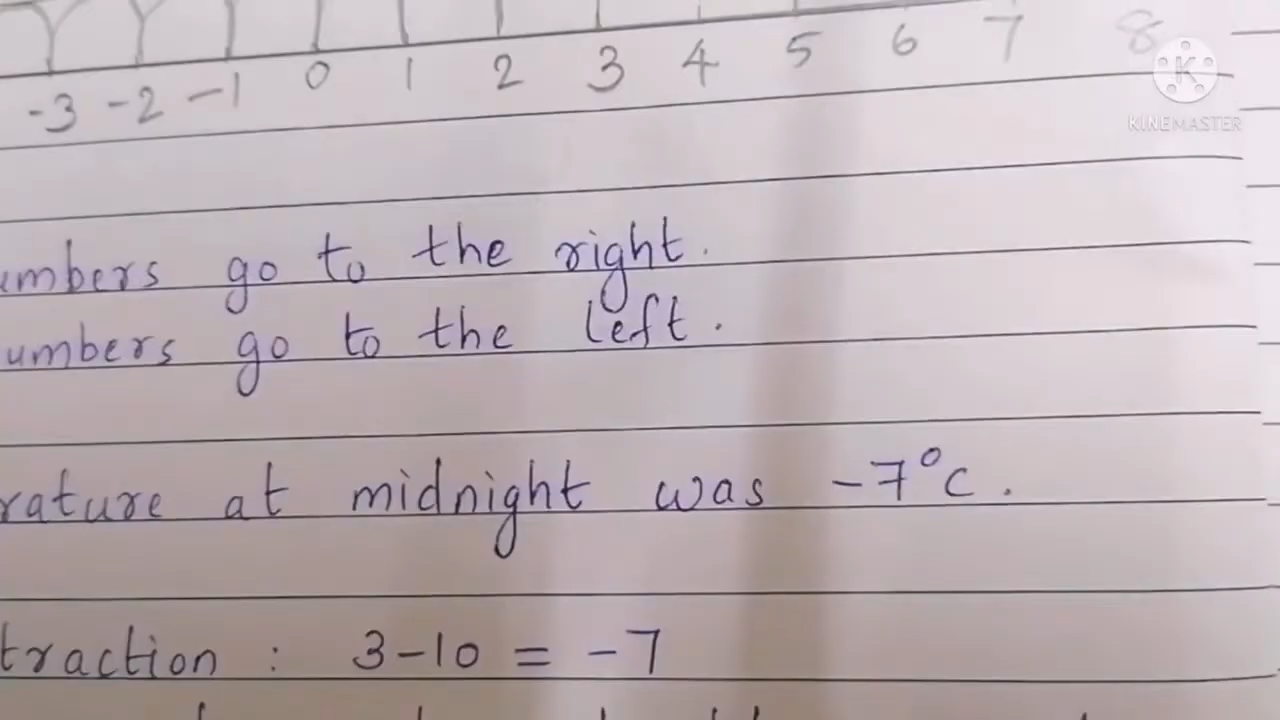 -3 -2 -1 0 1 2 3 4 5 6 7 8
KINEMASTER
umbers go to the right.
umbers go to the left.
rature at midnight was -7°c.
traction : 3-10 = -7